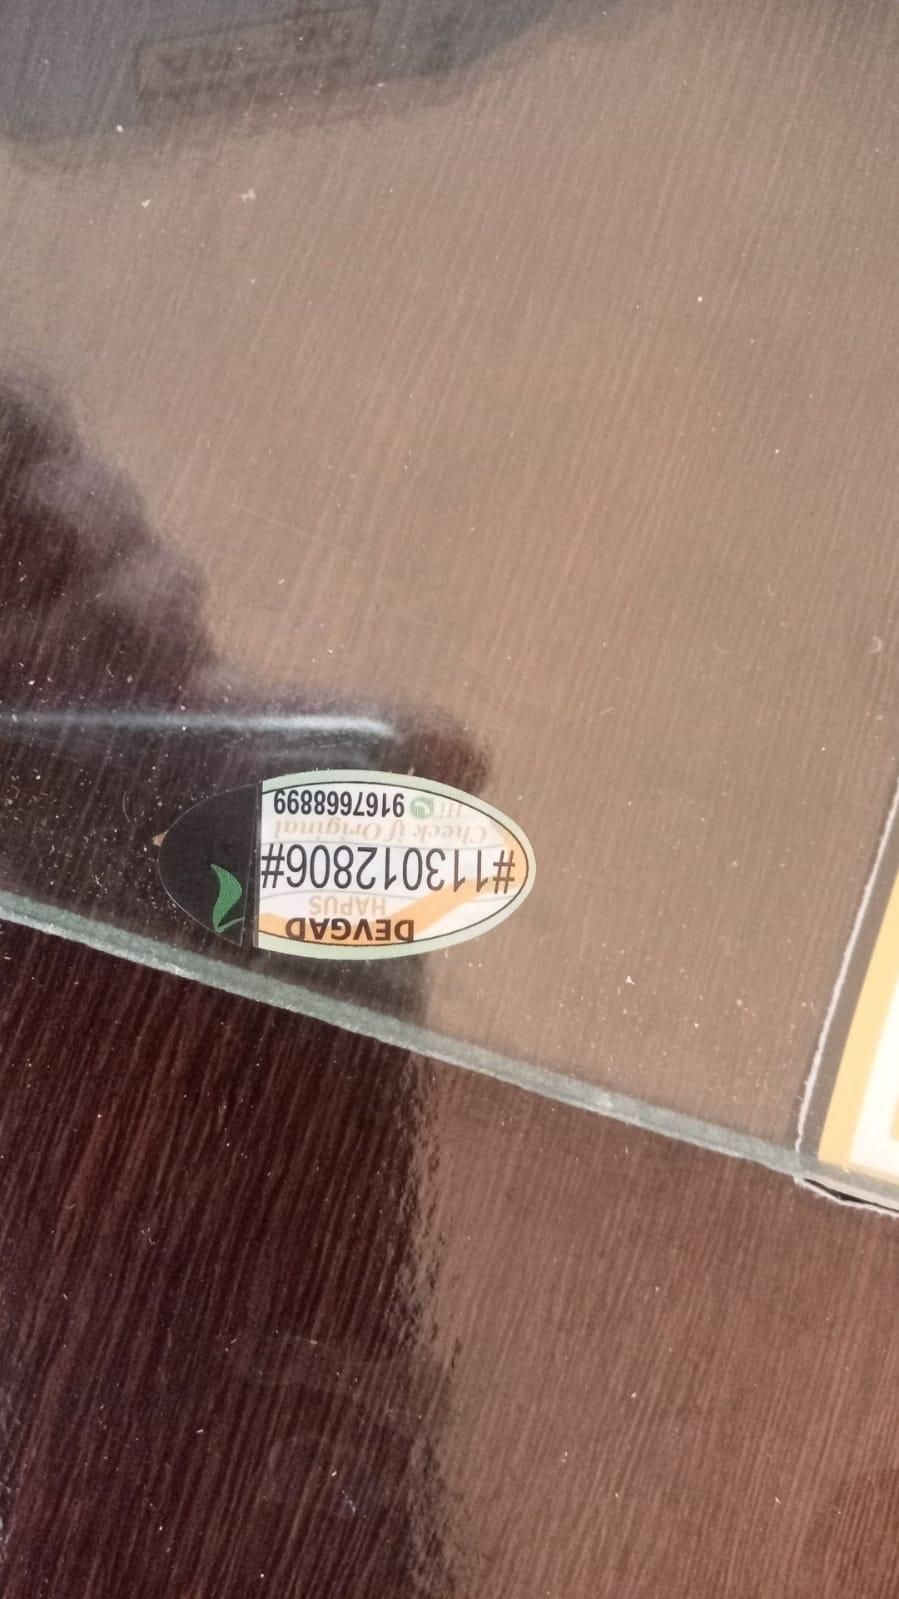 DEVGAD
HAPUS
#113012806#
Check if Original
9167668899